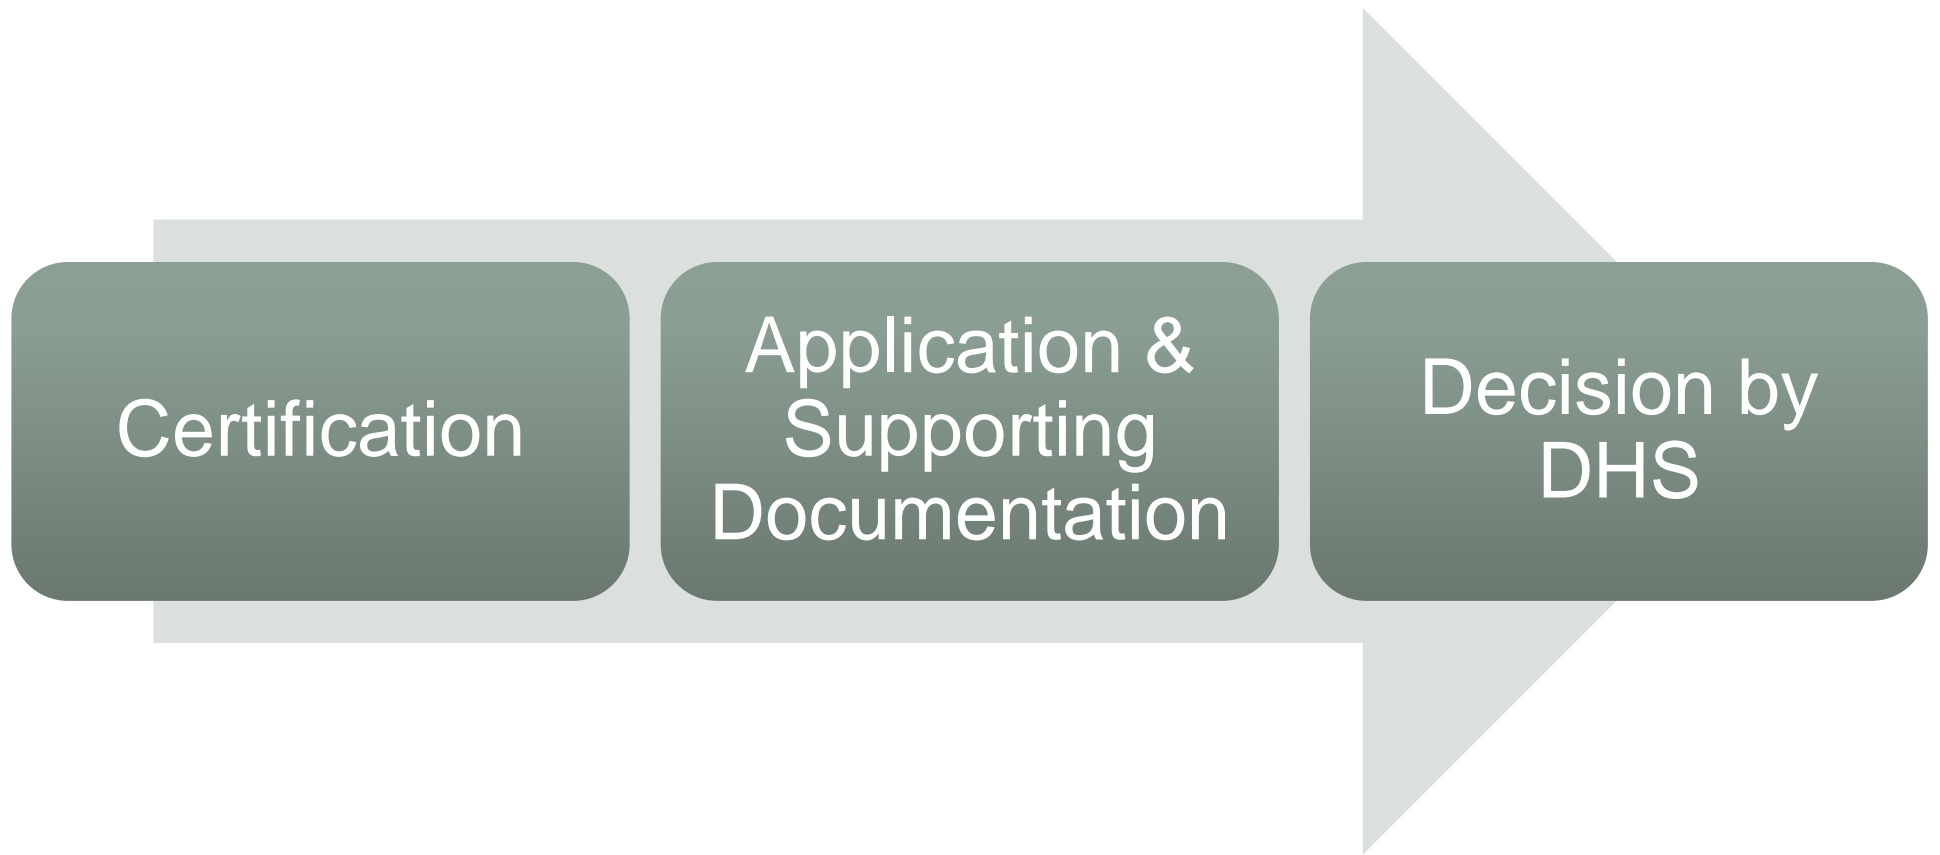 Certification
Application &
Supporting
Documentation
Decision by
DHS